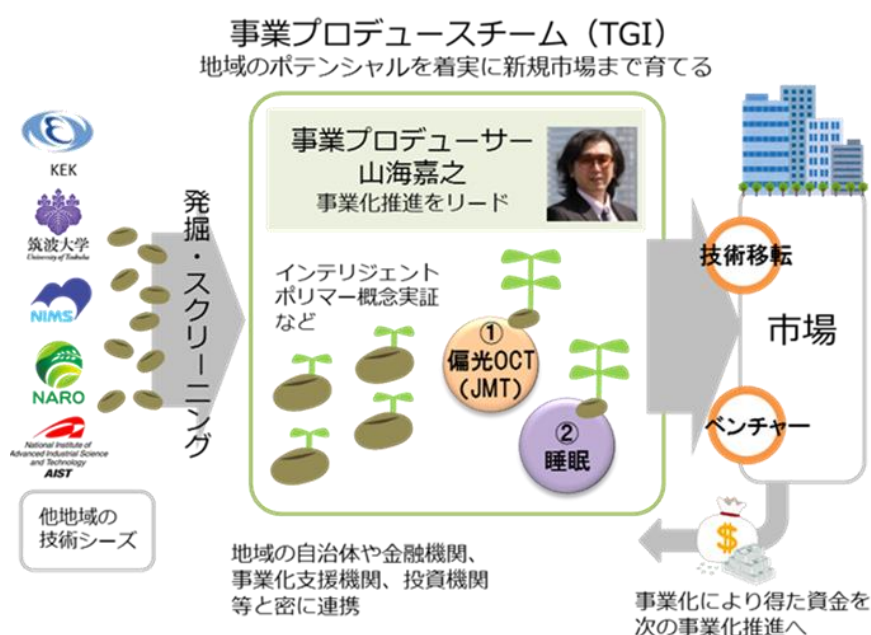 事業プロデュースチーム（TGI）
地域のポテンシャルを着実に新規市場まで育てる
KEK
筑波大学
University of Tsukuba
NIMS
NARO
National Institute of
Advanced Industrial Science
and Technology
AIST
他地域の
技術シーズ
発掘・スクリーニング
事業プロデューサー
山海嘉之
事業化推進をリード
インテリジェント
ポリマー概念実証
など
①
偏光OCT
(JMT)
②
睡眠
技術移転
市場
ベンチャー
地域の自治体や金融機関、
事業化支援機関、投資機関
等と密に連携
$
事業化により得た資金を
次の事業化推進へ